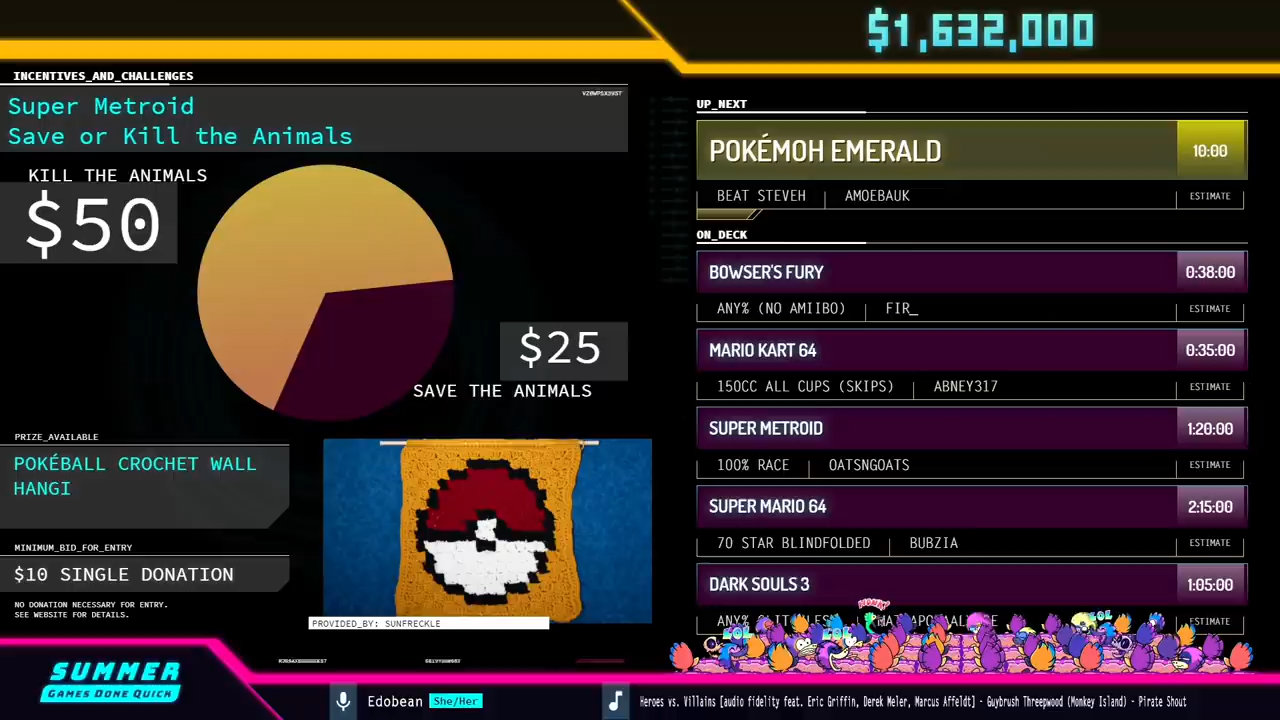 $1,632,000
INCENTIVES_AND_CHALLENGES
Super Metroid
Save or Kill the Animals
KILL THE ANIMALS
$50
$25
SAVE THE ANIMALS
PRIZE_AVAILABLE
POKÉBALL CROCHET WALL
HANGI
MINIMUM_BID_FOR_ENTRY
$10 SINGLE DONATION
NO DONATION NECESSARY FOR ENTRY.
SEE WEBSITE FOR DETAILS.
PROVIDED_BY: SUNFRECKLE
UP_NEXT
POKÉMOH EMERALD 10:00
BEAT STEVEH AMOEBAUK ESTIMATE
ON_DECK
BOWSER'S FURY 0:38:00
ANY% (NO AMIIBO) FIR_ ESTIMATE
MARIO KART 64 0:35:00
150CC ALL CUPS (SKIPS) ABNEY317 ESTIMATE
SUPER METROID 1:20:00
100% RACE OATSNGOATS ESTIMATE
SUPER MARIO 64 2:15:00
70 STAR BLINDFOLDED BUBZIA ESTIMATE
DARK SOULS 3 1:05:00
ANY% ESTIMATE
SUMMER
GAMES DONE QUICK
Edobean She/Her
Heroes vs. Villains [audio fidelity feat. Eric Griffin, Derek Meler, Marcus Affeldt] - Guybrush Threepwood (Monkey Island) - Pirate Shout